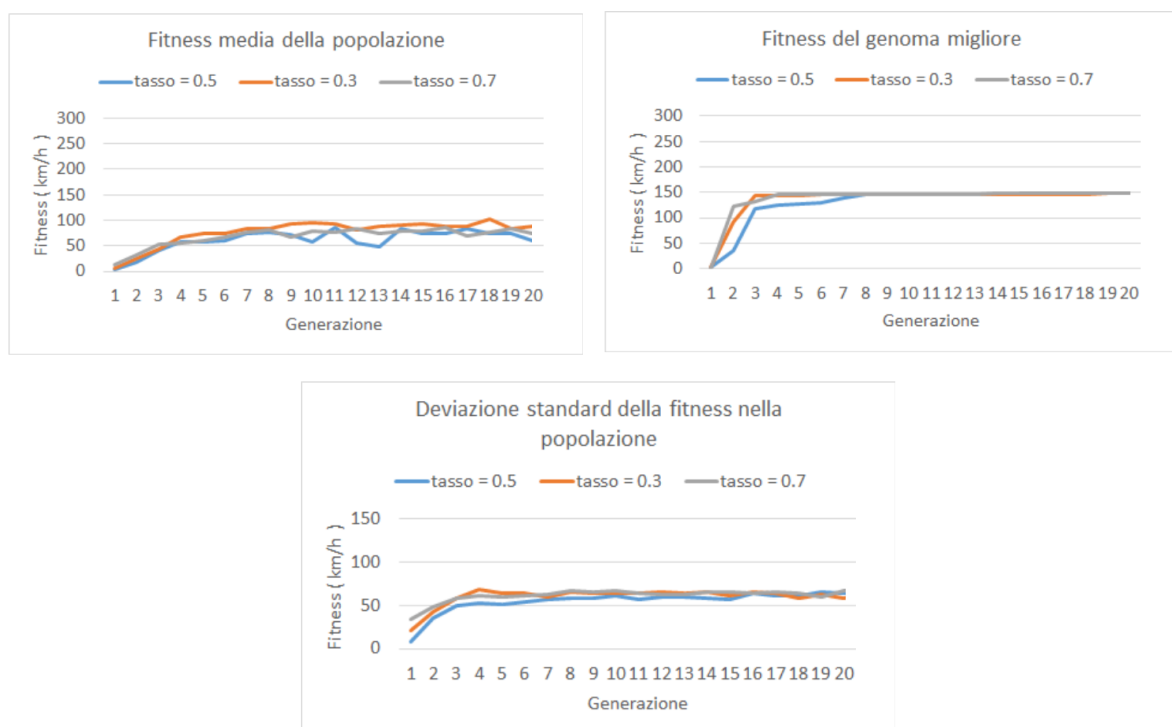 Fitness media della popolazione
tasso = 0.5 tasso = 0.3 tasso = 0.7
300
250
200
150
100
50
0
Fitness ( km/h )
1 2 3 4 5 6 7 8 9 10 11 12 13 14 15 16 17 18 19 20
Generazione
Fitness del genoma migliore
tasso = 0.5 tasso = 0.3 tasso = 0.7
300
250
200
150
100
50
0
Fitness ( km/h )
1 2 3 4 5 6 7 8 9 10 11 12 13 14 15 16 17 18 19 20
Generazione
Deviazione standard della fitness nella
popolazione
tasso = 0.5 tasso = 0.3 tasso = 0.7
150
100
50
0
Fitness ( km/h )
1 2 3 4 5 6 7 8 9 10 11 12 13 14 15 16 17 18 19 20
Generazione